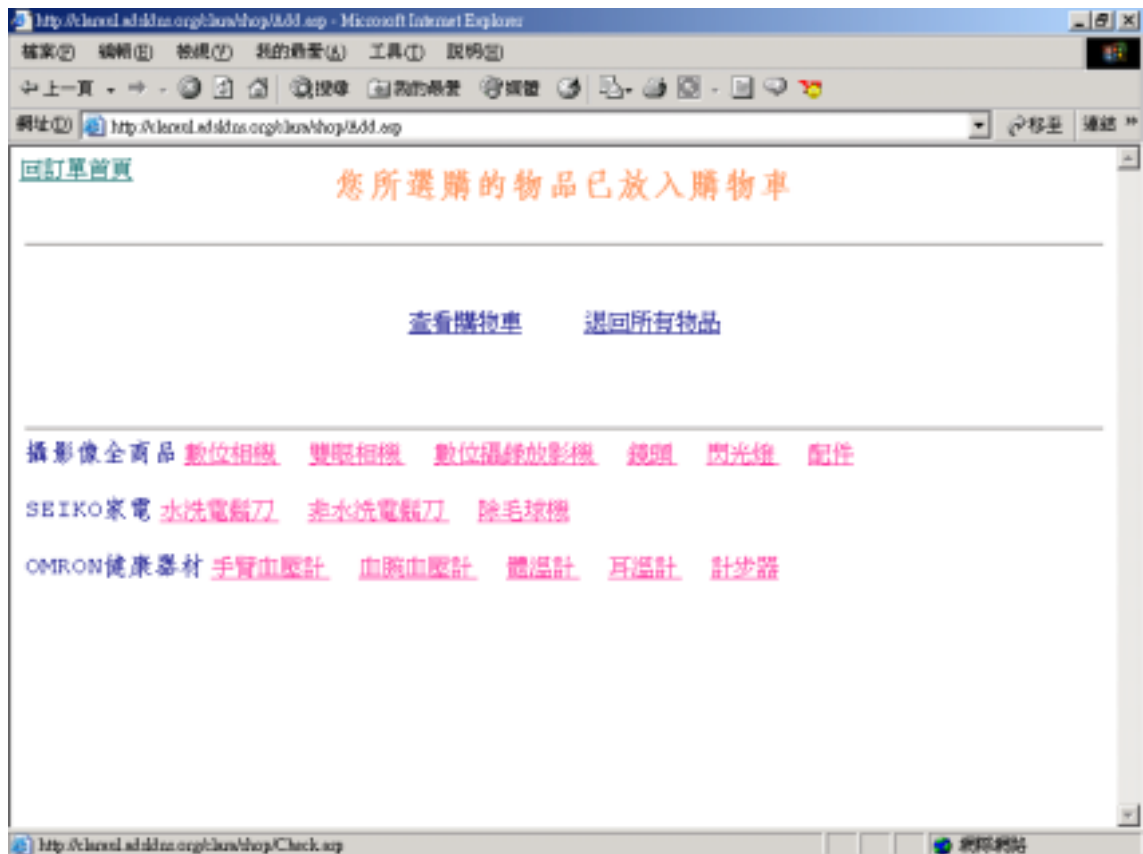 http://clarexl.adsldns.org/clara/shop/Add.asp - Microsoft Internet Explorer
檔案(F) 編輯(E) 檢視(V) 我的最愛(A) 工具(T) 說明(H)
上一頁 搜尋 我的最愛 媒體
網址(D) http://clarexl.adsldns.org/clara/shop/Add.asp 移至 連結 »
回訂單首頁
您所選購的物品已放入購物車
查看購物車 退回所有物品
攝影像全商品 數位相機 雙眼相機 數位攝錄放影機 鏡頭 閃光燈 配件
SEIKO家電 水洗電鬍刀 非水洗電鬍刀 除毛球機
OMRON健康器材 手臂血壓計 血腕血壓計 體溫計 耳溫計 計步器
http://clarexl.adsldns.org/clara/shop/Check.asp 網際網路